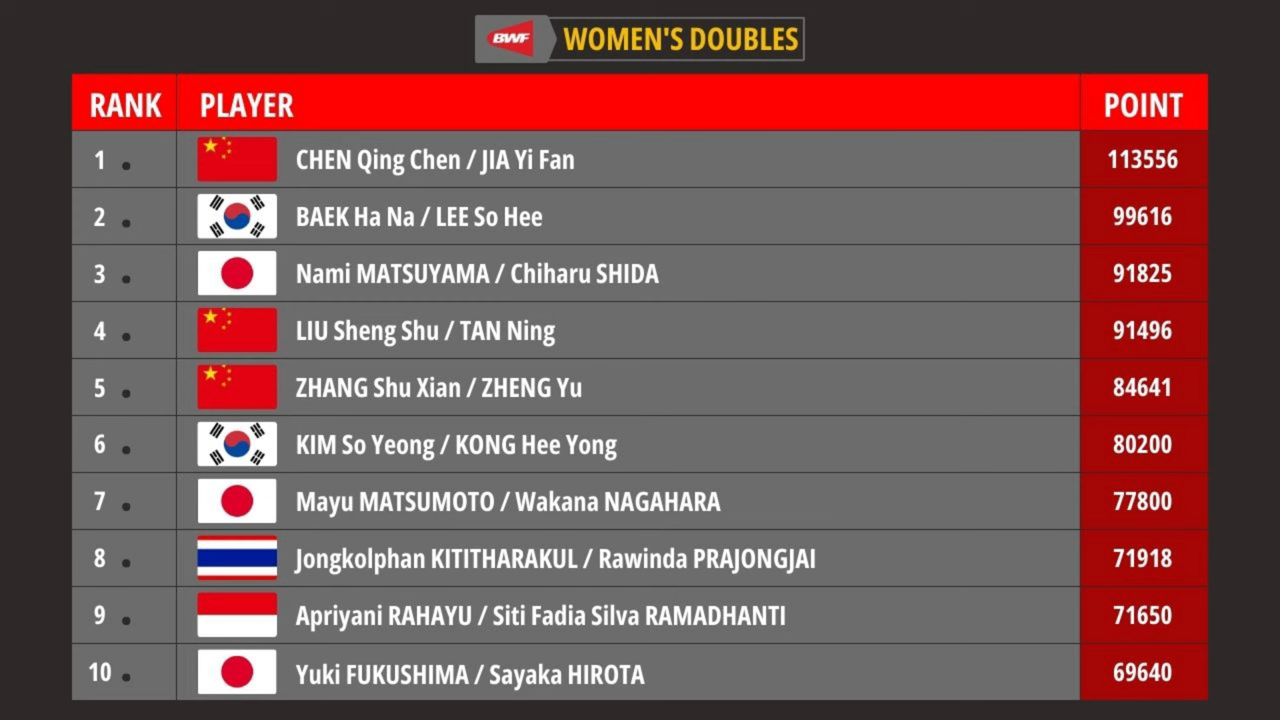 BWF WOMEN'S DOUBLES
RANK PLAYER POINT
1 . CHEN Qing Chen / JIA Yi Fan 113556
2 . BAEK Ha Na / LEE So Hee 99616
3 . Nami MATSUYAMA / Chiharu SHIDA 91825
4 . LIU Sheng Shu / TAN Ning 91496
5 . ZHANG Shu Xian / ZHENG Yu 84641
6 . KIM So Yeong / KONG Hee Yong 80200
7 . Mayu MATSUMOTO / Wakana NAGAHARA 77800
8 . Jongkolphan KITITHARAKUL / Rawinda PRAJONGJAI 71918
9 . Apriyani RAHAYU / Siti Fadia Silva RAMADHANTI 71650
10 . Yuki FUKUSHIMA / Sayaka HIROTA 69640